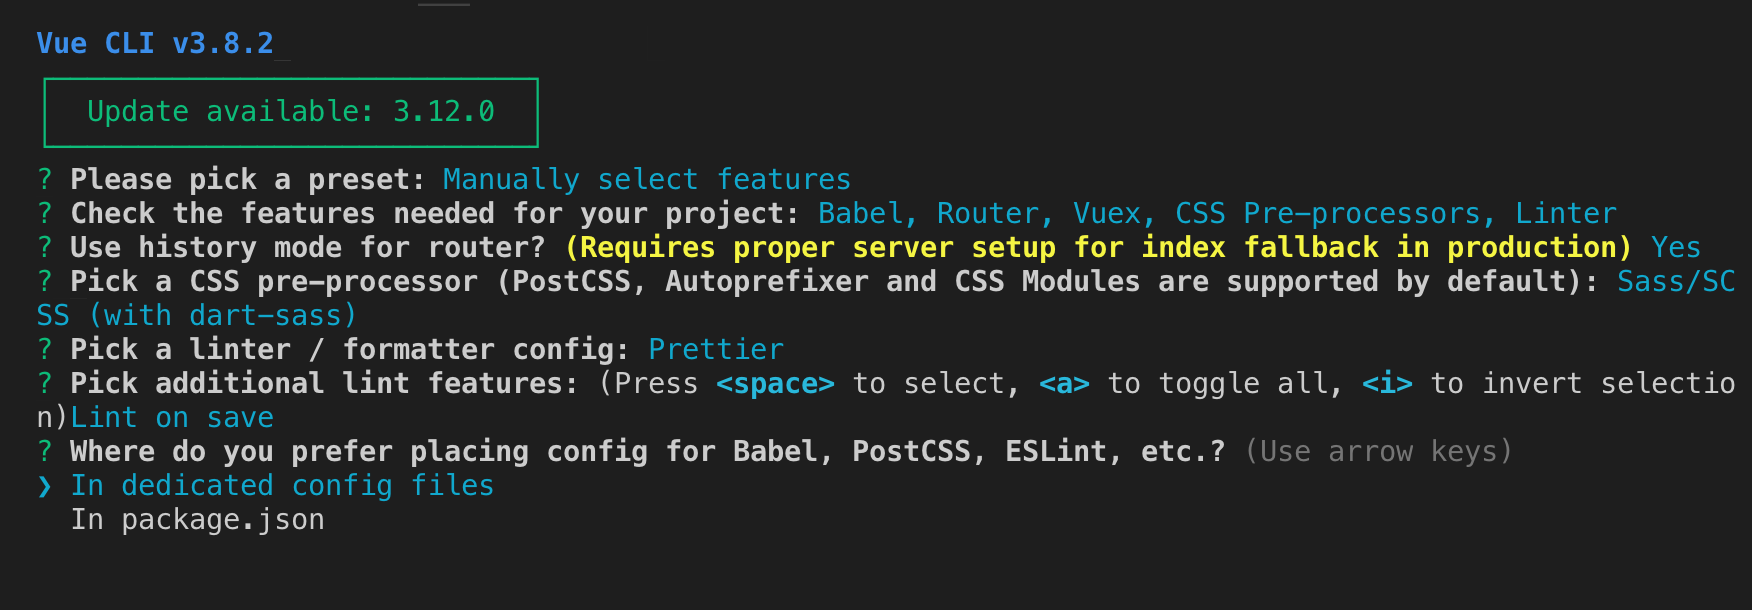 Vue CLI v3.8.2
Update available: 3.12.0
? Please pick a preset: Manually select features
? Check the features needed for your project: Babel, Router, Vuex, CSS Pre-processors, Linter
? Use history mode for router? (Requires proper server setup for index fallback in production) Yes
? Pick a CSS pre-processor (PostCSS, Autoprefixer and CSS Modules are supported by default): Sass/SC
SS (with dart-sass)
? Pick a linter / formatter config: Prettier
? Pick additional lint features: (Press <space> to select, <a> to toggle all, <i> to invert selectio
n)Lint on save
? Where do you prefer placing config for Babel, PostCSS, ESLint, etc.? (Use arrow keys)
❯ In dedicated config files
In package.json